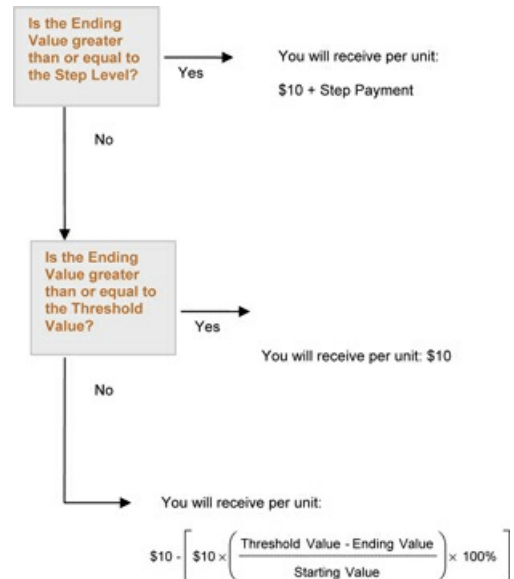 Is the Ending
Value greater
than or equal to
the Step Level?
Yes
You will receive per unit:
$10 + Step Payment
No
Is the Ending
Value greater
than or equal to
the Threshold
Value?
Yes
You will receive per unit: $10
No
You will receive per unit:
$10 - [ $10 × ( Threshold Value - Ending Value / Starting Value ) × 100% ]